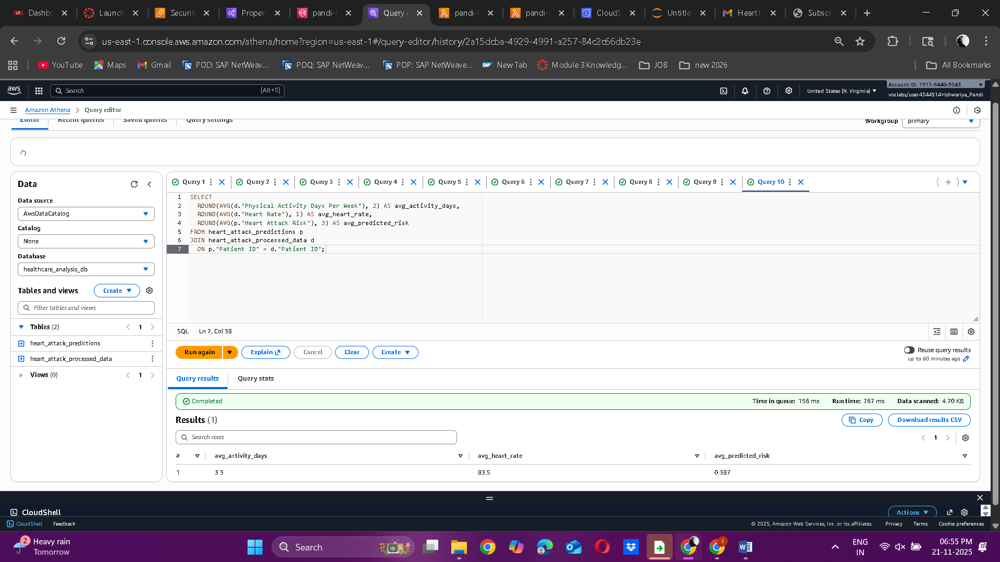 Dashbo
Launch
Security
Propert
pandi-h
Query e
pandi-h
pandi-h
CloudS
Untitle
Heart H
Subscri
us-east-1.console.aws.amazon.com/athena/home?region=us-east-1#/query-editor/history/2a15dcba-4929-4991-a257-84c2c66db23e
YouTube
Maps
Gmail
POD: SAP NetWeav...
POQ: SAP NetWeav...
POP: SAP NetWeave...
New Tab
Module 3 Knowledg...
JOB
new 2026
All Bookmarks
aws
Search
[Alt+S]
United States (N. Virginia)
Account ID: 1917-9440-9543
voclabs/user4344514=Ishwariya_Pandi
Amazon Athena
Query editor
Editor
Recent queries
Saved queries
Query settings
Workgroup
primary
Data
Data source
AwsDataCatalog
Catalog
None
Database
healthcare_analysis_db
Tables and views
Create
Filter tables and views
Tables (2)
1
heart_attack_predictions
heart_attack_processed_data
Views (0)
1
Query 1
Query 2
Query 3
Query 4
Query 5
Query 6
Query 7
Query 8
Query 9
Query 10
1 SELECT
2 ROUND(AVG(d."Physical Activity Days Per Week"), 2) AS avg_activity_days,
3 ROUND(AVG(d."Heart Rate"), 1) AS avg_heart_rate,
4 ROUND(AVG(p."Heart Attack Risk"), 3) AS avg_predicted_risk
5 FROM heart_attack_predictions p
6 JOIN heart_attack_processed_data d
7 ON p."Patient ID" = d."Patient ID";
SQL
Ln 7, Col 38
Run again
Explain
Cancel
Clear
Create
Reuse query results
up to 60 minutes ago
Query results
Query stats
Completed
Time in queue: 156 ms
Run time: 767 ms
Data scanned: 4.70 KB
Results (1)
Copy
Download results CSV
Search rows
1
# avg_activity_days avg_heart_rate avg_predicted_risk
1 3.3 83.5 0.387
CloudShell
Actions
CloudShell
Feedback
© 2025, Amazon Web Services, Inc. or its affiliates.
Privacy
Terms
Cookie preferences
2
Heavy rain
Tomorrow
Search
ENG
IN
06:55 PM
21-11-2025